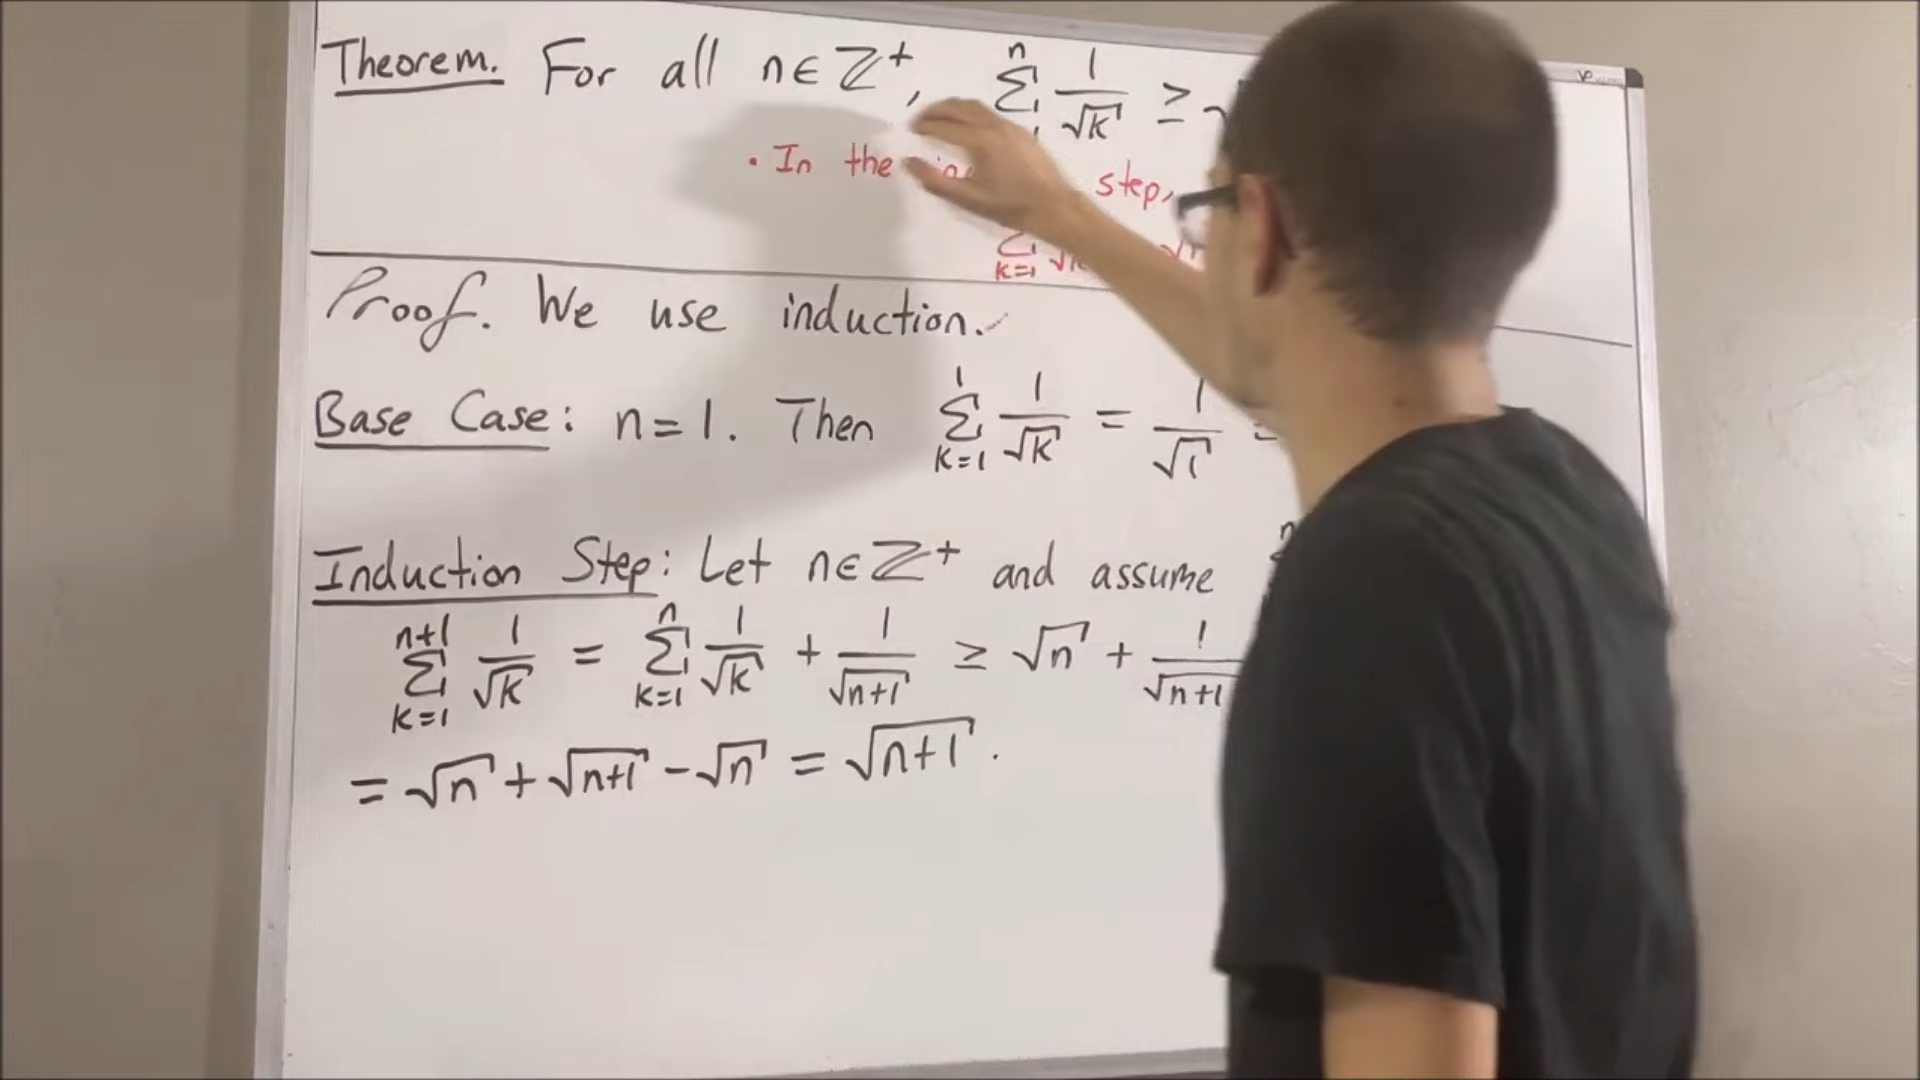 Theorem. For all n∈ℤ⁺, n Σ 1/√k ≥ √
• In the step,
Σ k=1 √
Proof. We use induction.
Base Case: n=1. Then 1 Σ k=1 1/√k = 1/√1 =
Induction Step: Let n∈ℤ⁺ and assume n
n+1 Σ k=1 1/√k = n Σ k=1 1/√k + 1/√n+1 ≥ √n + 1/√n+1
= √n + √n+1 - √n = √n+1.